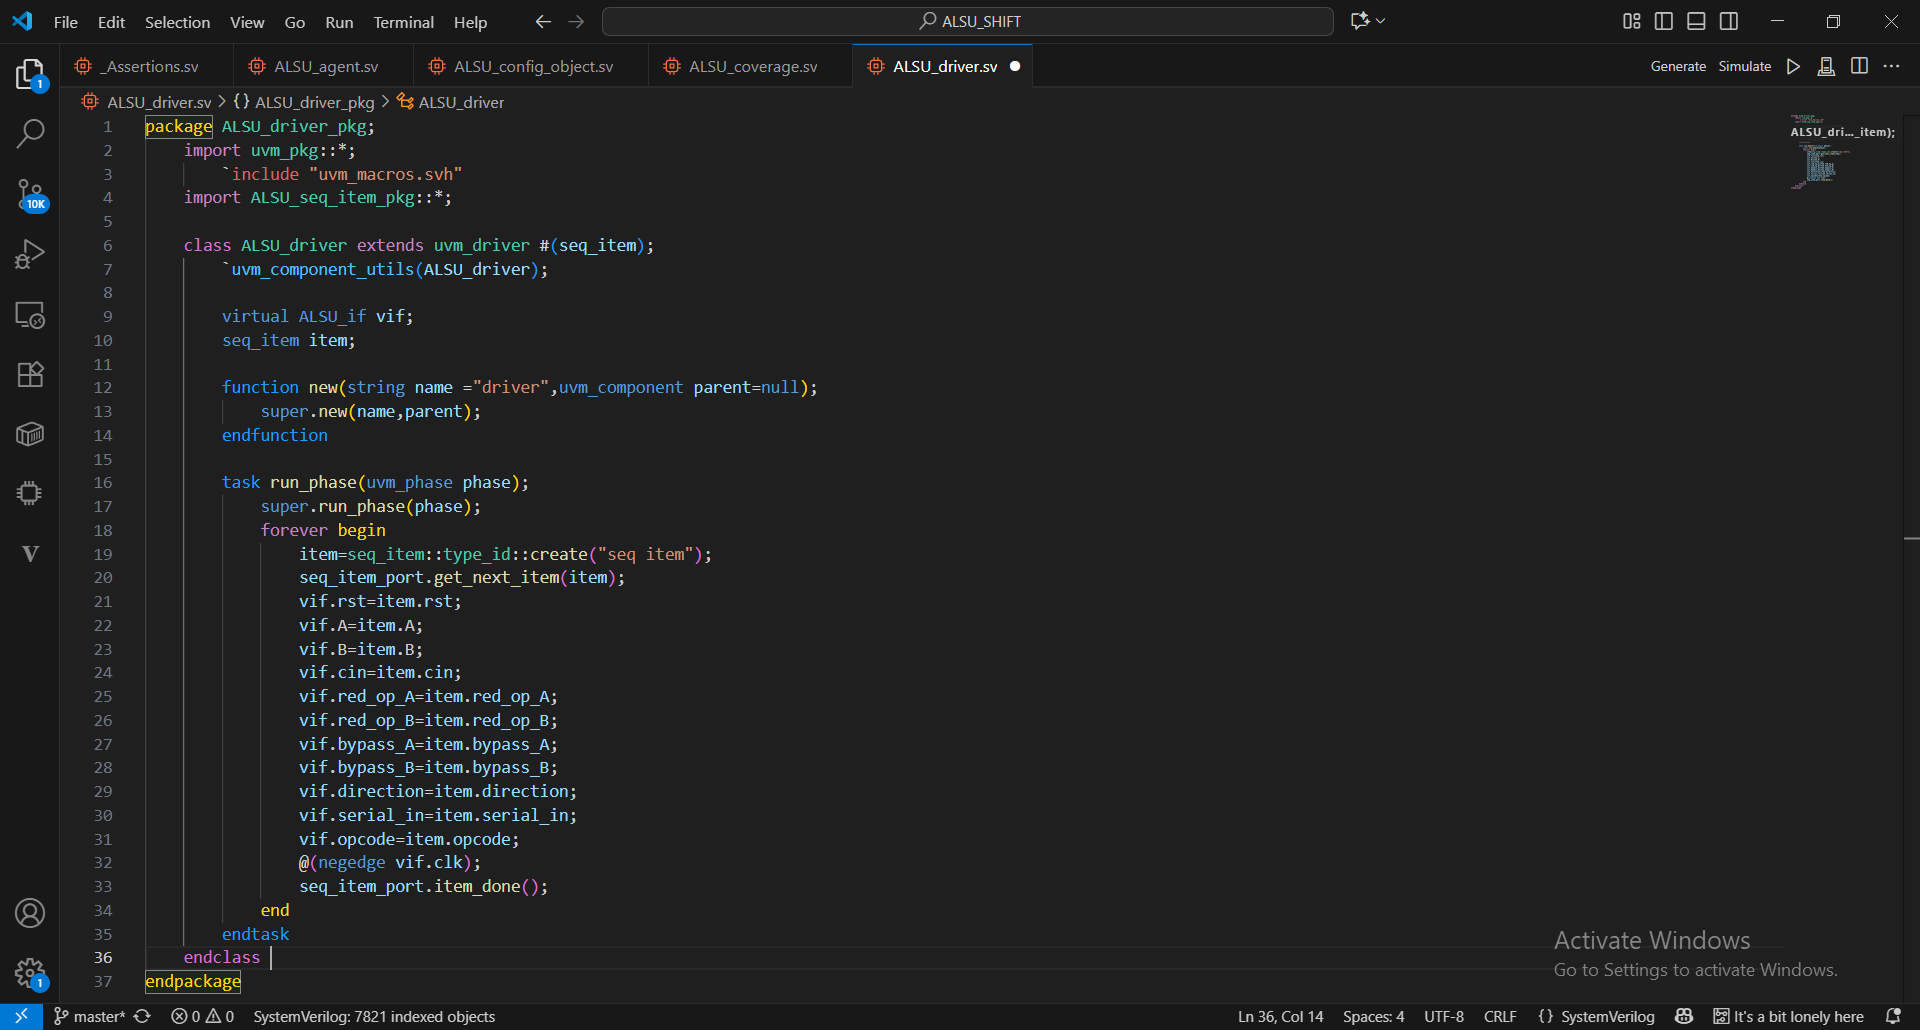 File Edit Selection View Go Run Terminal Help ALSU_SHIFT
_Assertions.sv ALSU_agent.sv ALSU_config_object.sv ALSU_coverage.sv ALSU_driver.sv Generate Simulate
ALSU_driver.sv > {} ALSU_driver_pkg > ALSU_driver
1 package ALSU_driver_pkg;
2 import uvm_pkg::*;
3 `include "uvm_macros.svh"
4 import ALSU_seq_item_pkg::*;
5
6 class ALSU_driver extends uvm_driver #(seq_item);
7 `uvm_component_utils(ALSU_driver);
8
9 virtual ALSU_if vif;
10 seq_item item;
11
12 function new(string name ="driver",uvm_component parent=null);
13 super.new(name,parent);
14 endfunction
15
16 task run_phase(uvm_phase phase);
17 super.run_phase(phase);
18 forever begin
19 item=seq_item::type_id::create("seq item");
20 seq_item_port.get_next_item(item);
21 vif.rst=item.rst;
22 vif.A=item.A;
23 vif.B=item.B;
24 vif.cin=item.cin;
25 vif.red_op_A=item.red_op_A;
26 vif.red_op_B=item.red_op_B;
27 vif.bypass_A=item.bypass_A;
28 vif.bypass_B=item.bypass_B;
29 vif.direction=item.direction;
30 vif.serial_in=item.serial_in;
31 vif.opcode=item.opcode;
32 @(negedge vif.clk);
33 seq_item_port.item_done();
34 end
35 endtask
36 endclass
37 endpackage
ALSU_dri..._item);
1
10K
V
1
Activate Windows
Go to Settings to activate Windows.
master* 0 0 SystemVerilog: 7821 indexed objects Ln 36, Col 14 Spaces: 4 UTF-8 CRLF {} SystemVerilog It's a bit lonely here